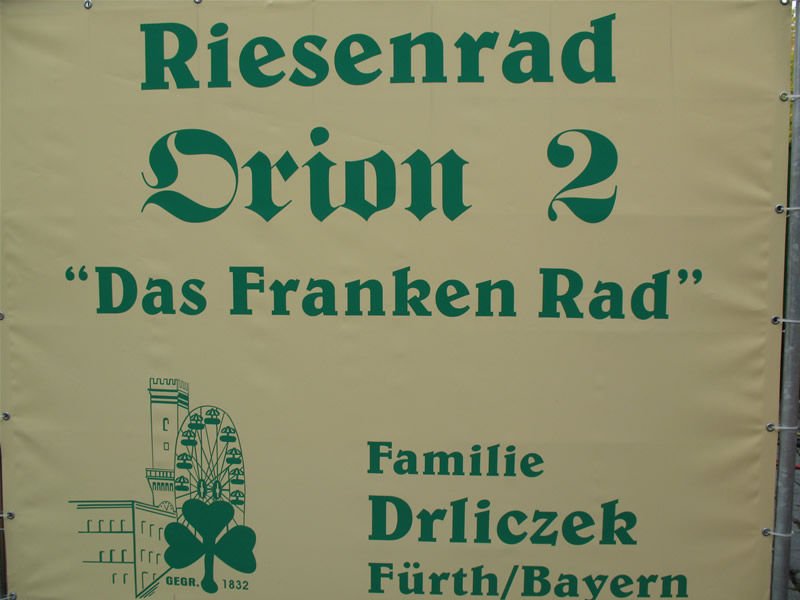 Riesenrad
Orion 2
“Das Franken Rad”
Familie
Drliczek
Fürth/Bayern
GEGR. 1832